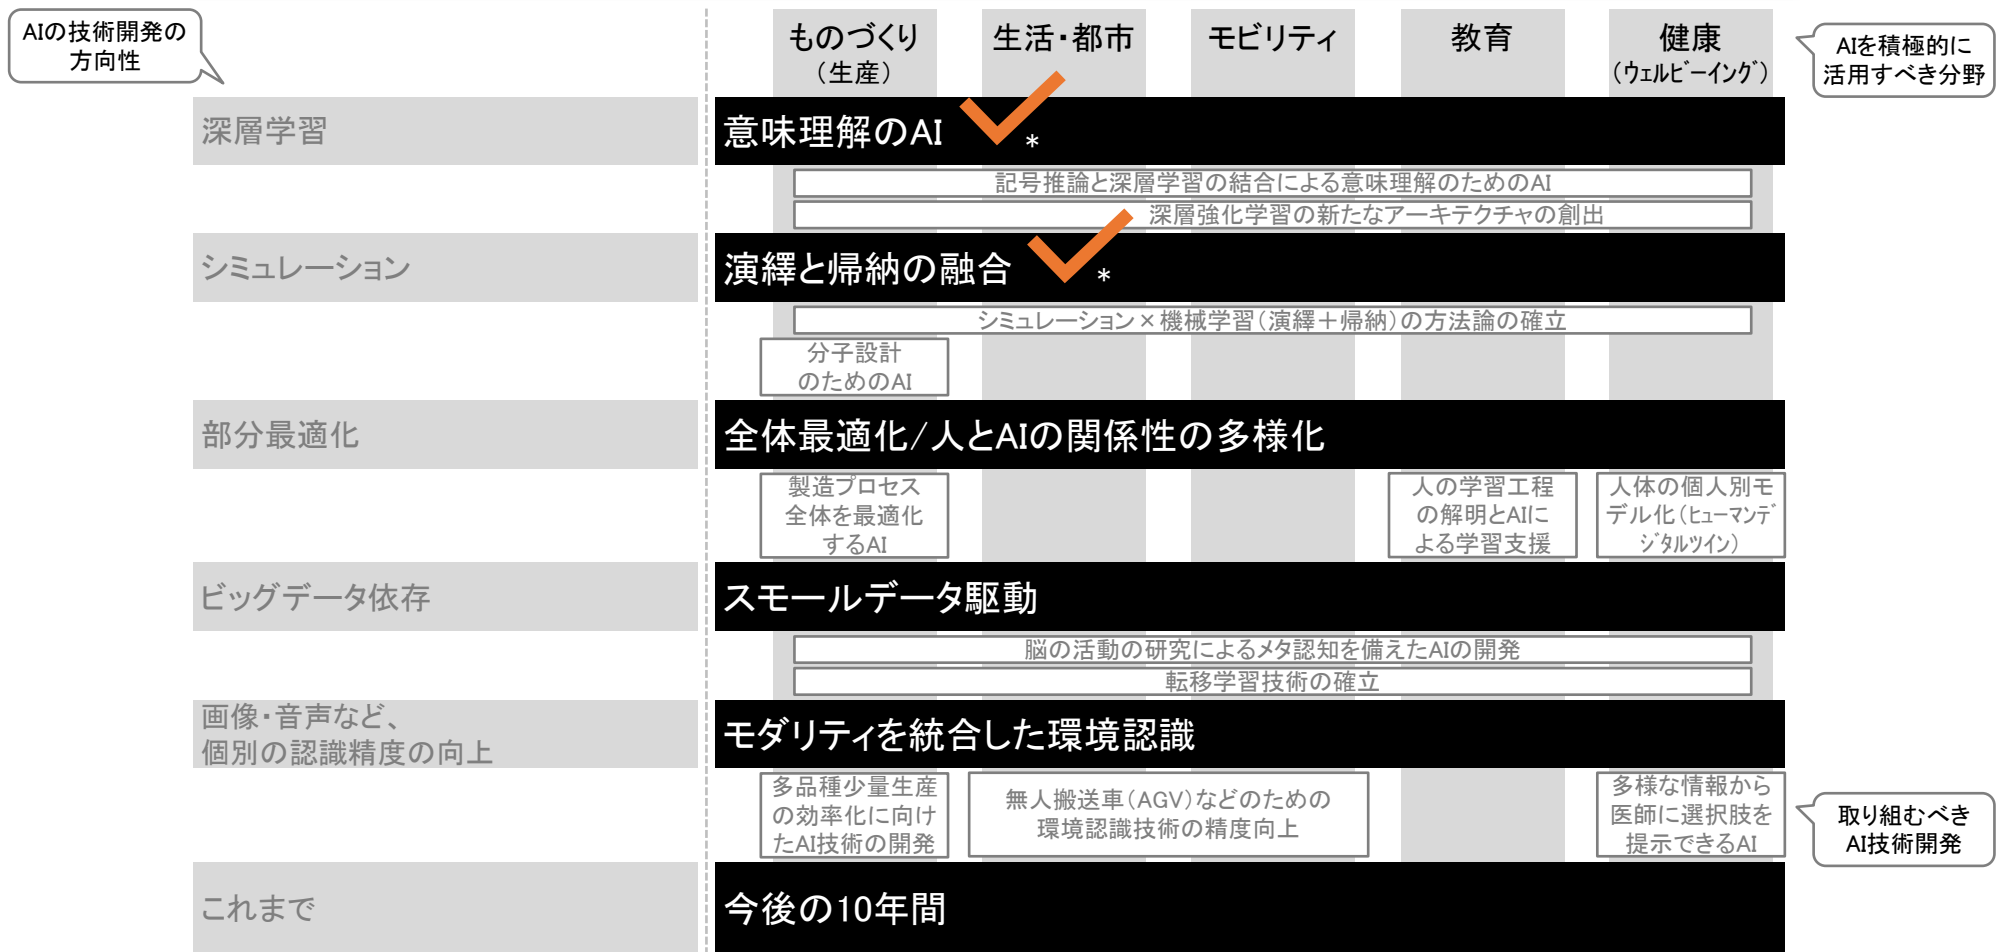 AIの技術開発の
方向性
ものづくり
（生産）
生活・都市
モビリティ
教育
健康
（ｳｪﾙﾋﾞｰｲﾝｸﾞ）
AIを積極的に
活用すべき分野
深層学習
意味理解のAI
*
記号推論と深層学習の結合による意味理解のためのAI
深層強化学習の新たなアーキテクチャの創出
シミュレーション
演繹と帰納の融合
*
シミュレーション×機械学習（演繹＋帰納）の方法論の確立
分子設計
のためのAI
部分最適化
全体最適化/人とAIの関係性の多様化
製造プロセス
全体を最適化
するAI
人の学習工程
の解明とAIに
よる学習支援
人体の個人別モ
デル化（ﾋｭｰﾏﾝﾃﾞ
ｼﾞﾀﾙﾂｲﾝ）
ビッグデータ依存
スモールデータ駆動
脳の活動の研究によるメタ認知を備えたAIの開発
転移学習技術の確立
画像・音声など、
個別の認識精度の向上
モダリティを統合した環境認識
多品種少量生産
の効率化に向け
たAI技術の開発
無人搬送車（AGV）などのための
環境認識技術の精度向上
多様な情報から
医師に選択肢を
提示できるAI
取り組むべき
AI技術開発
これまで
今後の10年間